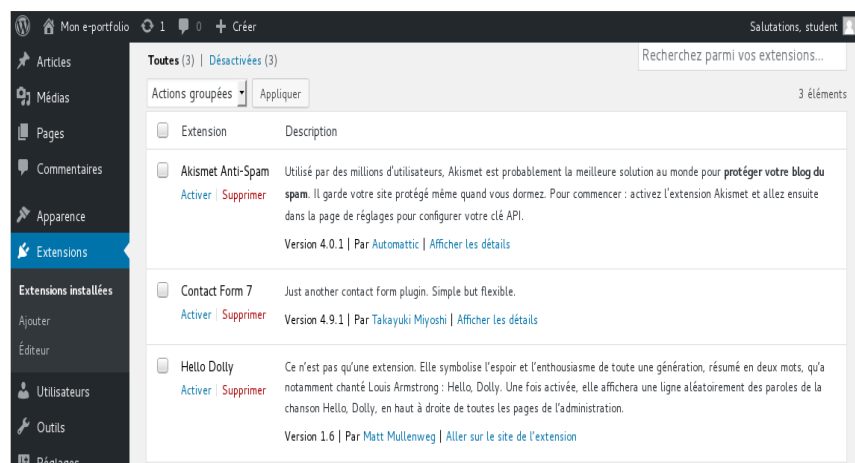 Mon e-portfolio 1 0 + Créer Salutations, student
Articles
Médias
Pages
Commentaires
Apparence
Extensions
Extensions installées
Ajouter
Éditeur
Utilisateurs
Outils
Réglages
Toutes (3) | Désactivées (3)
Recherchez parmi vos extensions...
Actions groupées Appliquer 3 éléments
Extension Description
Akismet Anti-Spam
Activer | Supprimer
Utilisé par des millions d'utilisateurs, Akismet est probablement la meilleure solution au monde pour protéger votre blog du
spam. Il garde votre site protégé même quand vous dormez. Pour commencer : activez l'extension Akismet et allez ensuite
dans la page de réglages pour configurer votre clé API.
Version 4.0.1 | Par Automattic | Afficher les détails
Contact Form 7
Activer | Supprimer
Just another contact form plugin. Simple but flexible.
Version 4.9.1 | Par Takayuki Miyoshi | Afficher les détails
Hello Dolly
Activer | Supprimer
Ce n'est pas qu'une extension. Elle symbolise l'espoir et l'enthousiasme de toute une génération, résumé en deux mots, qu'a
notamment chanté Louis Armstrong : Hello, Dolly. Une fois activée, elle affichera une ligne aléatoirement des paroles de la
chanson Hello, Dolly, en haut à droite de toutes les pages de l'administration.
Version 1.6 | Par Matt Mullenweg | Aller sur le site de l'extension